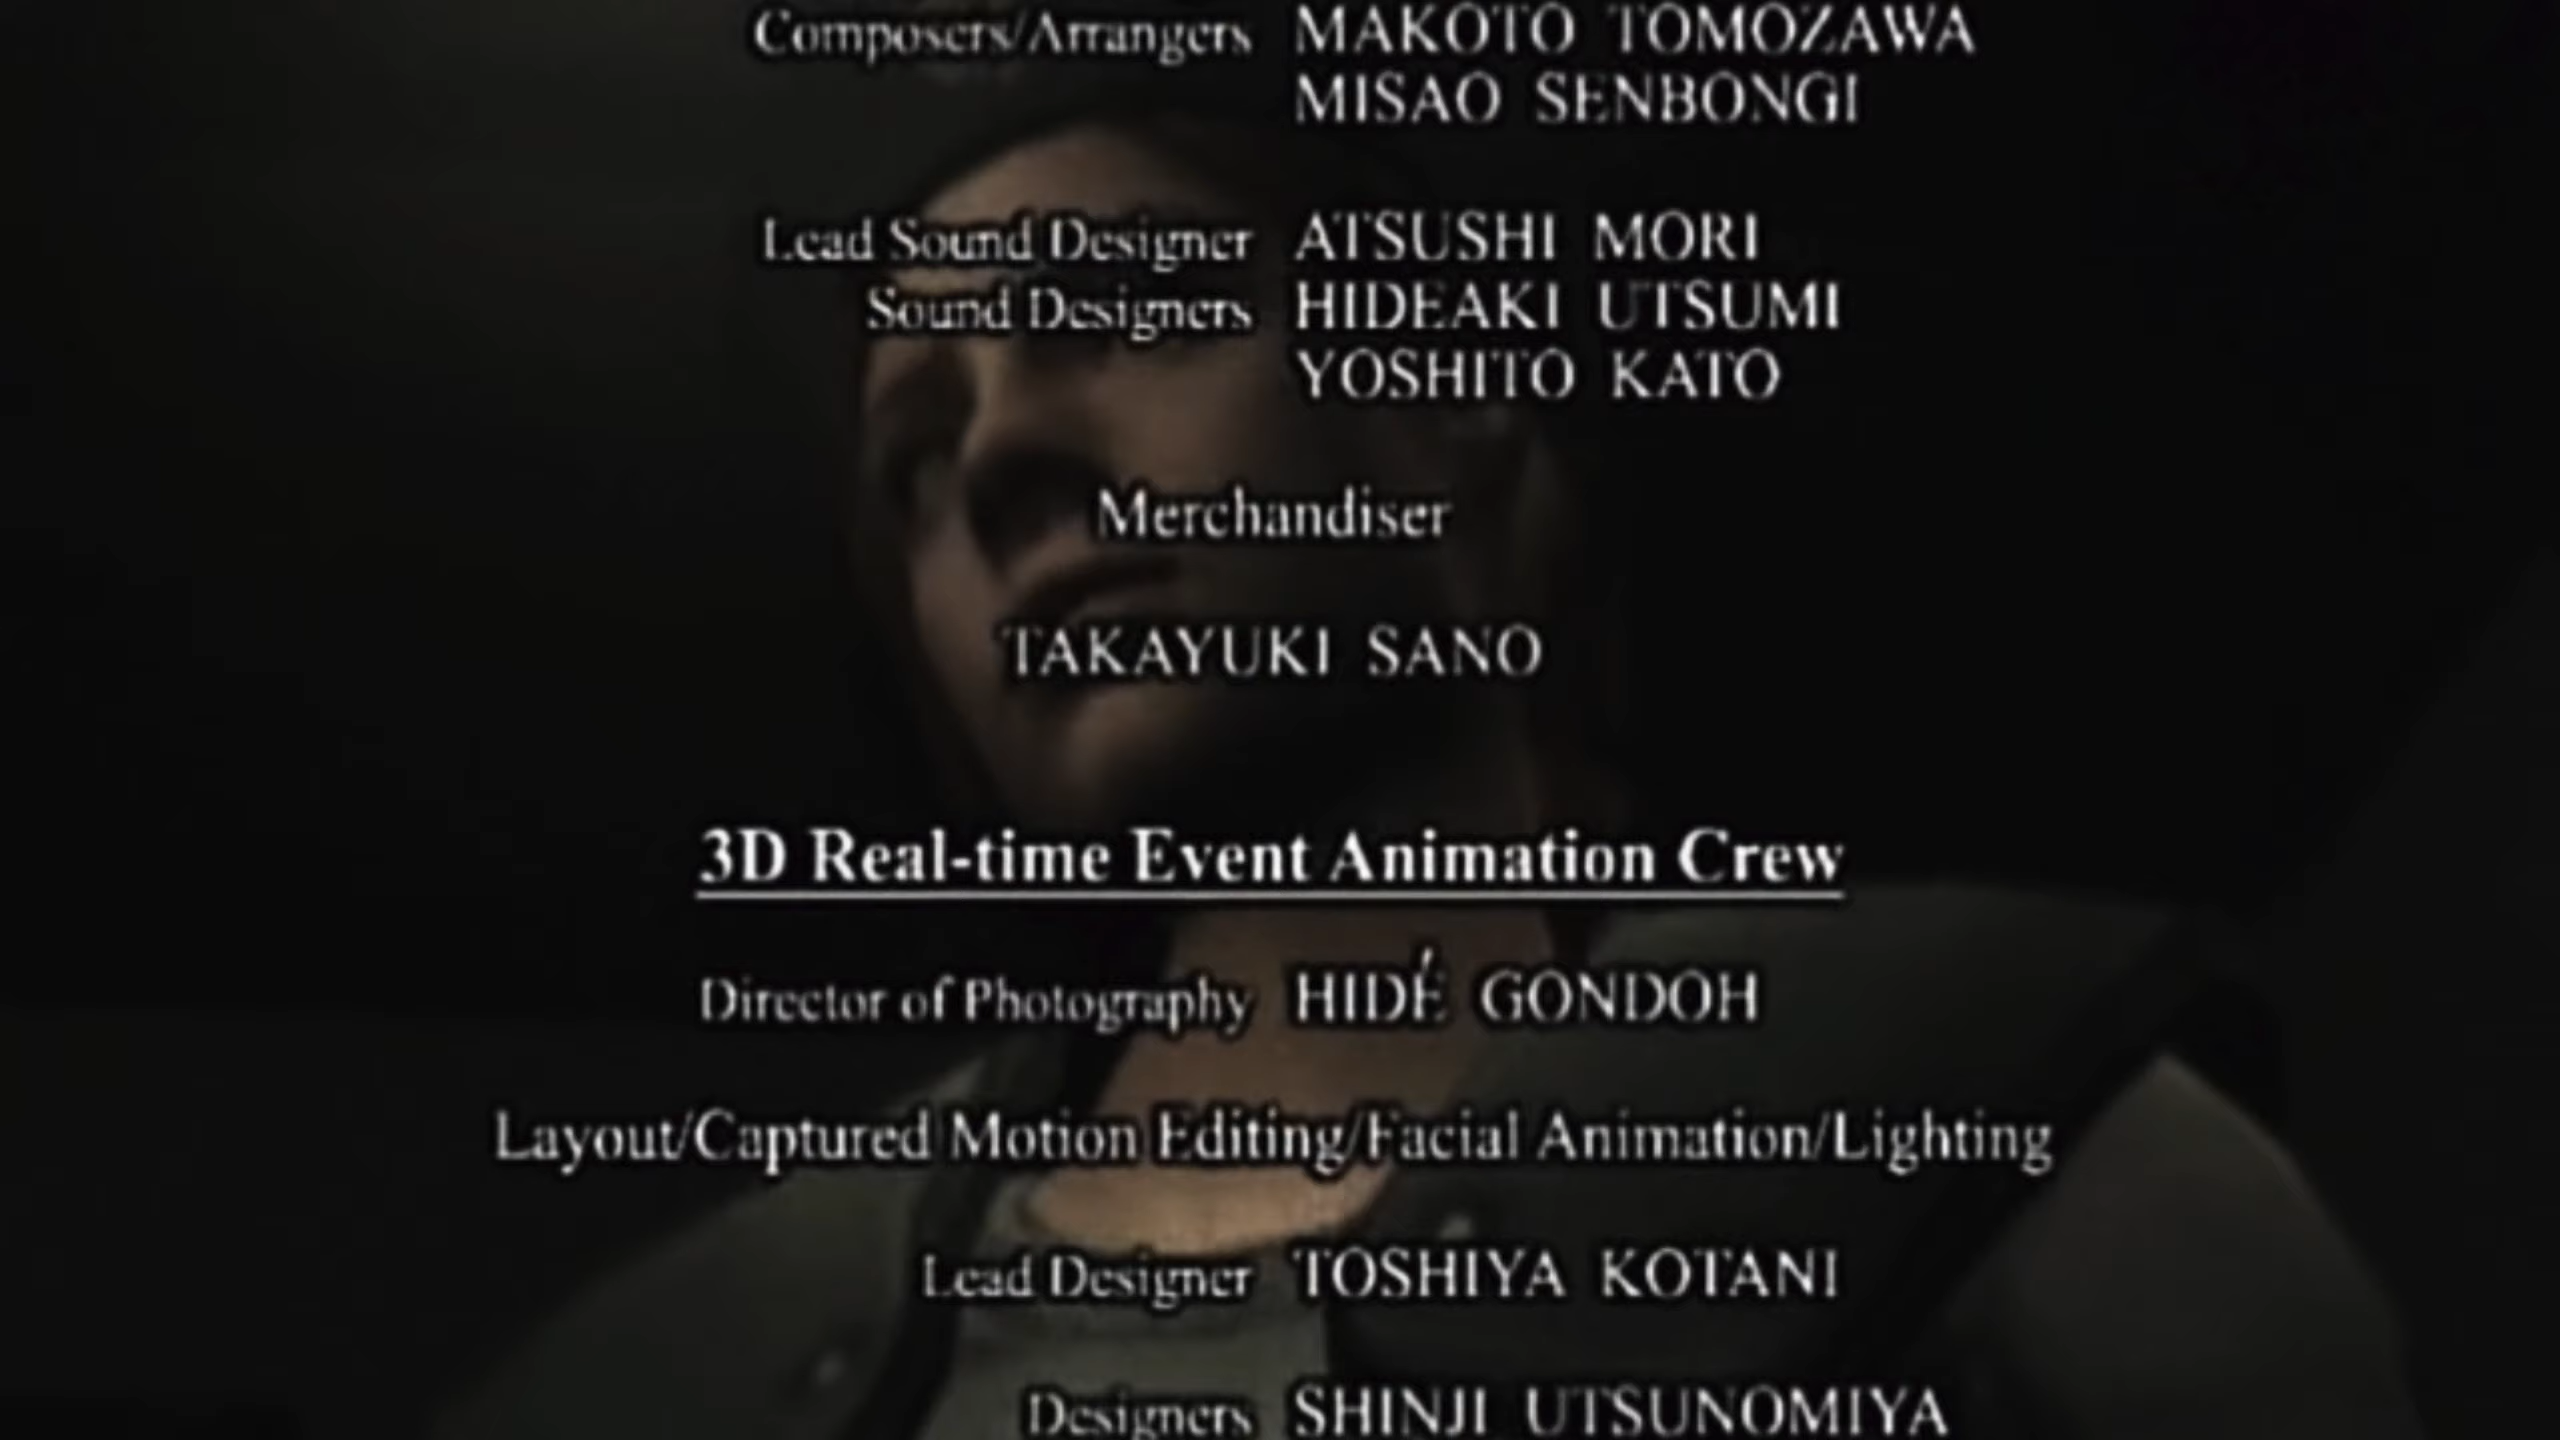 Composers/Arrangers MAKOTO TOMOZAWA
MISAO SENBONGI
Lead Sound Designer ATSUSHI MORI
Sound Designers HIDEAKI UTSUMI
YOSHITO KATO
Merchandiser
TAKAYUKI SANO
3D Real-time Event Animation Crew
Director of Photography HIDÉ GONDOH
Layout/Captured Motion Editing/Facial Animation/Lighting
Lead Designer TOSHIYA KOTANI
Designers SHINJI UTSUNOMIYA